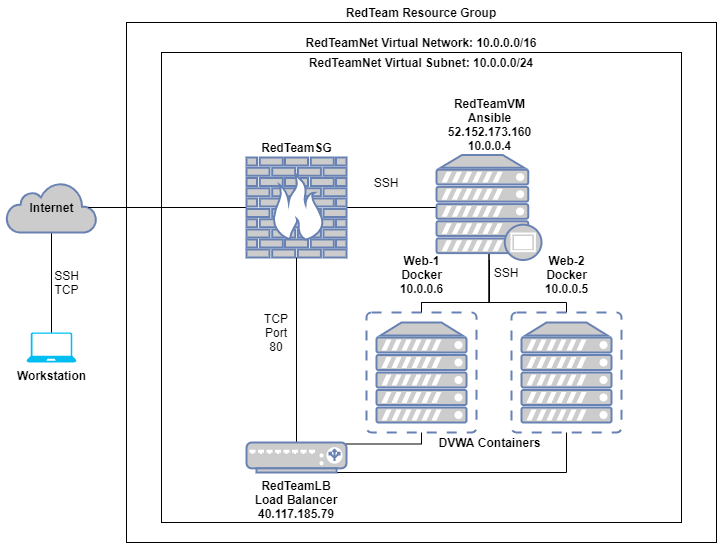 RedTeam Resource Group
RedTeamNet Virtual Network: 10.0.0.0/16
RedTeamNet Virtual Subnet: 10.0.0.0/24
RedTeamVM
Ansible
52.152.173.160
10.0.0.4
RedTeamSG
SSH
Internet
SSH
TCP
Workstation
Web-1
Docker
10.0.0.6
SSH
Web-2
Docker
10.0.0.5
TCP
Port
80
DVWA Containers
RedTeamLB
Load Balancer
40.117.185.79